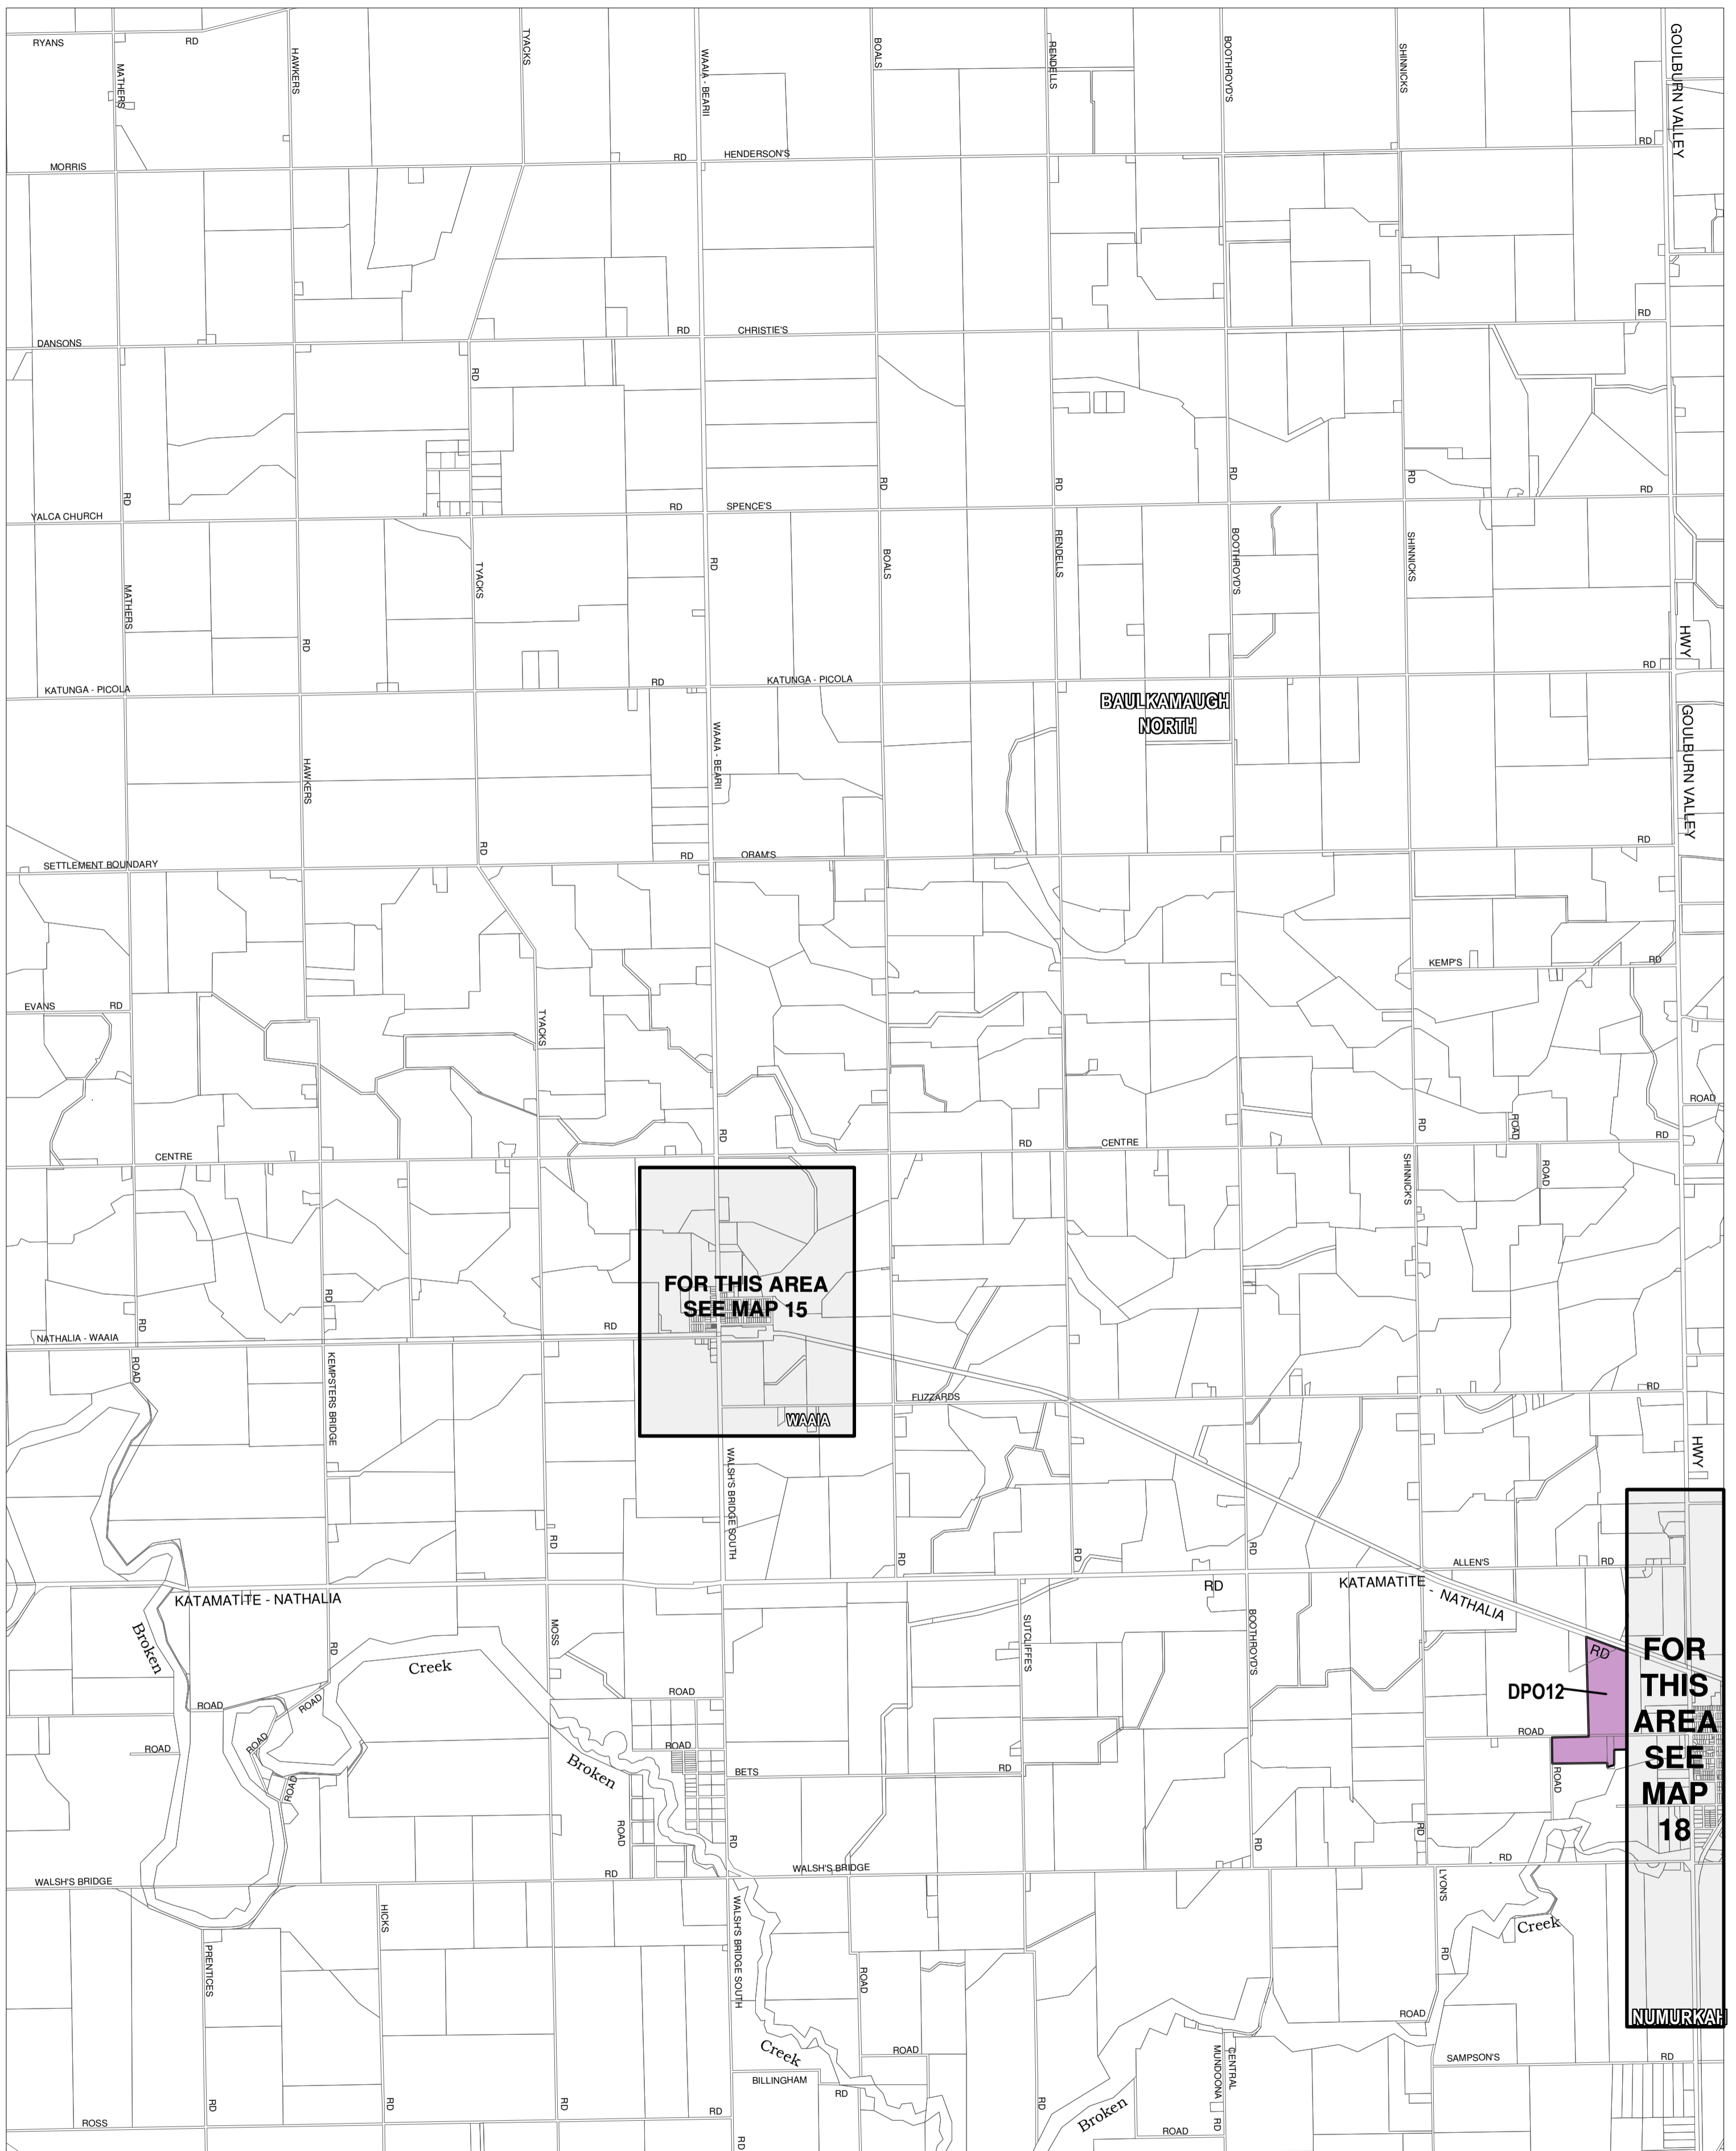 RYANS
RD
MATHERS
HAWKERS
TYACKS
WAAIA - BEARII
BOALS
RENDELLS
BOOTHROYD'S
SHINNICKS
GOULBURN VALLEY
MORRIS
RD
HENDERSON'S
RD
DANSONS
RD
CHRISTIE'S
RD
RD
YALCA CHURCH
RD
RD
SPENCE'S
RD
RD
RD
RD
RD
MATHERS
RD
TYACKS
RD
BOALS
RENDELLS
BOOTHROYD'S
SHINNICKS
HWY
KATUNGA - PICOLA
RD
KATUNGA - PICOLA
RD
BAULKAMAUGH
NORTH
HAWKERS
WAAIA - BEARII
GOULBURN VALLEY
SETTLEMENT BOUNDARY
RD
RD
ORAM'S
RD
KEMP'S
RD
EVANS
RD
TYACKS
ROAD
CENTRE
RD
RD
CENTRE
RD
ROAD
RD
SHINNICK'S
ROAD
FOR THIS AREA
SEE MAP 15
RD
RD
NATHALIA - WAAIA
RD
ROAD
KEMPSTERS BRIDGE
FUZZARDS
RD
WAAIA
WALSH'S BRIDGE SOUTH
HWY
RD
RD
RD
RD
ALLEN'S
RD
KATAMATITE - NATHALIA
RD
KATAMATITE
- NATHALIA
Broken
Creek
RD
MOSS
SUTCLIFFES
BOOTHROYD'S
RD
DPO12
FOR
THIS
AREA
SEE
MAP
18
ROAD
ROAD
ROAD
ROAD
ROAD
ROAD
ROAD
ROAD
Broken
BETS
RD
ROAD
ROAD
RD
RD
RD
WALSH'S BRIDGE
RD
WALSH'S BRIDGE
RD
PRENTICES
HICKS
WALSH'S BRIDGE SOUTH
ROAD
LYON'S
RD
Creek
ROAD
NUMURKAH
Creek
ROAD
BILLINGHAM
RD
MUNDOONA
CENTRAL
SAMPSON'S
RD
ROSS
RD
RD
RD
RD
RD
RD
Broken
RD
ROAD